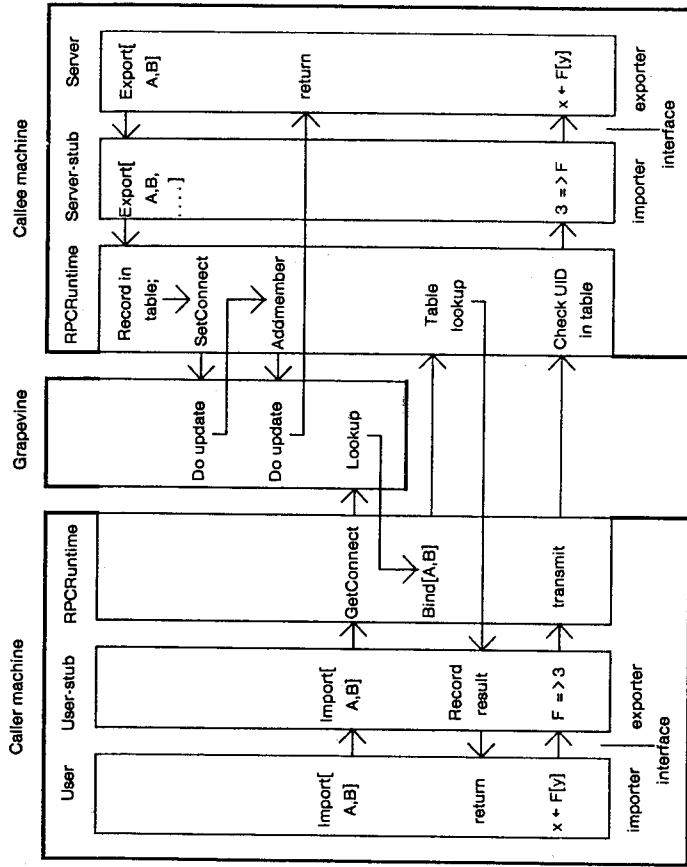 Caller machine
Grapevine
Callee machine
User
User-stub
RPCRuntime
RPCRuntime
Server-stub
Server
Record in
table;
Export[
A,B,
....]
Export[
A,B]
SetConnect
Do update
Addmember
Do update
return
Import[
A,B]
Import[
A,B]
GetConnect
Lookup
Bind[A,B]
Table
lookup
return
Record
result
x ← F[y]
F = > 3
transmit
Check UID
in table
3 = > F
x ← F[y]
importer
exporter
interface
importer
exporter
interface